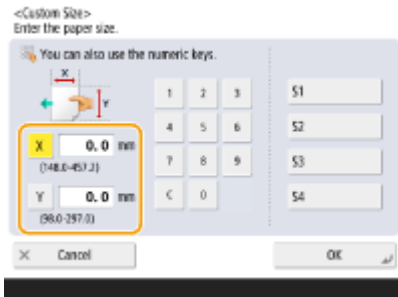 <Custom Size>
Enter the paper size.
You can also use the numeric keys.
X
Y
1 2 3
S1
4 5 6
S2
X 0.0 mm
(148.0-457.2)
7 8 9
S3
Y 0.0 mm
C 0
S4
(98.0-297.0)
× Cancel
OK